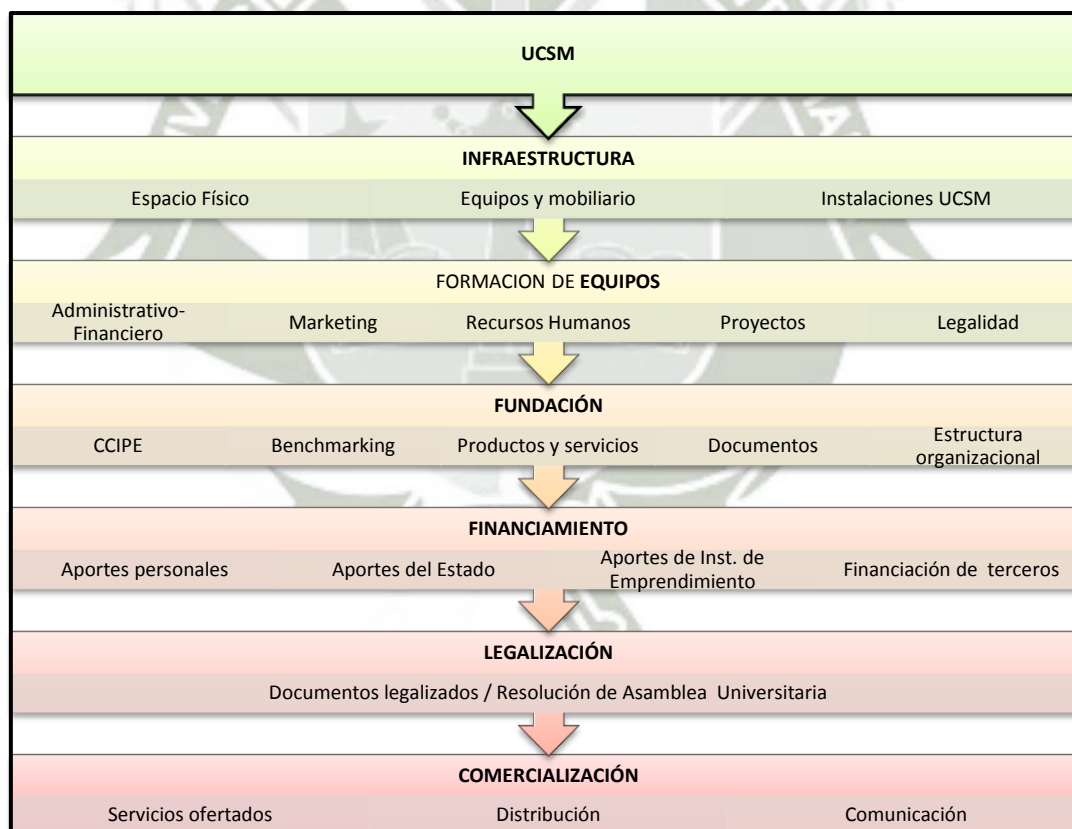 UCSM
INFRAESTRUCTURA
Espacio Físico Equipos y mobiliario Instalaciones UCSM
FORMACION DE EQUIPOS
Administrativo-
Financiero Marketing Recursos Humanos Proyectos Legalidad
FUNDACIÓN
CCIPE Benchmarking Productos y servicios Documentos Estructura
organizacional
FINANCIAMIENTO
Aportes personales Aportes del Estado Aportes de Inst. de
Emprendimiento Financiación de terceros
LEGALIZACIÓN
Documentos legalizados / Resolución de Asamblea Universitaria
COMERCIALIZACIÓN
Servicios ofertados Distribución Comunicación